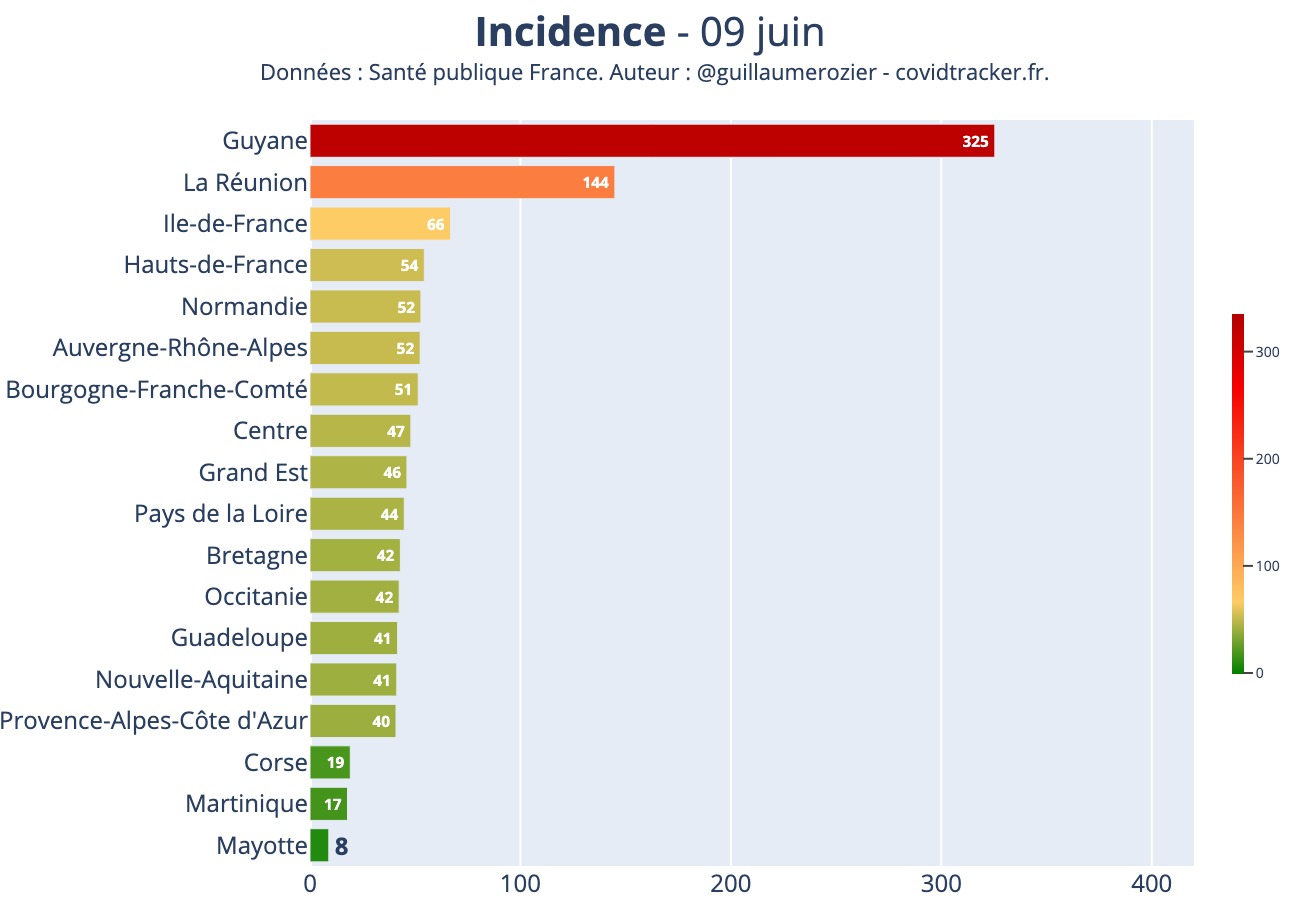 Incidence - 09 juin
Données : Santé publique France. Auteur : @guillaumerozier - covidtracker.fr.
Guyane 325
La Réunion 144
Ile-de-France 66
Hauts-de-France 54
Normandie 52
Auvergne-Rhône-Alpes 52
Bourgogne-Franche-Comté 51
Centre 47
Grand Est 46
Pays de la Loire 44
Bretagne 42
Occitanie 42
Guadeloupe 41
Nouvelle-Aquitaine 41
Provence-Alpes-Côte d'Azur 40
Corse 19
Martinique 17
Mayotte 8
0 100 200 300 400
300
200
100
0